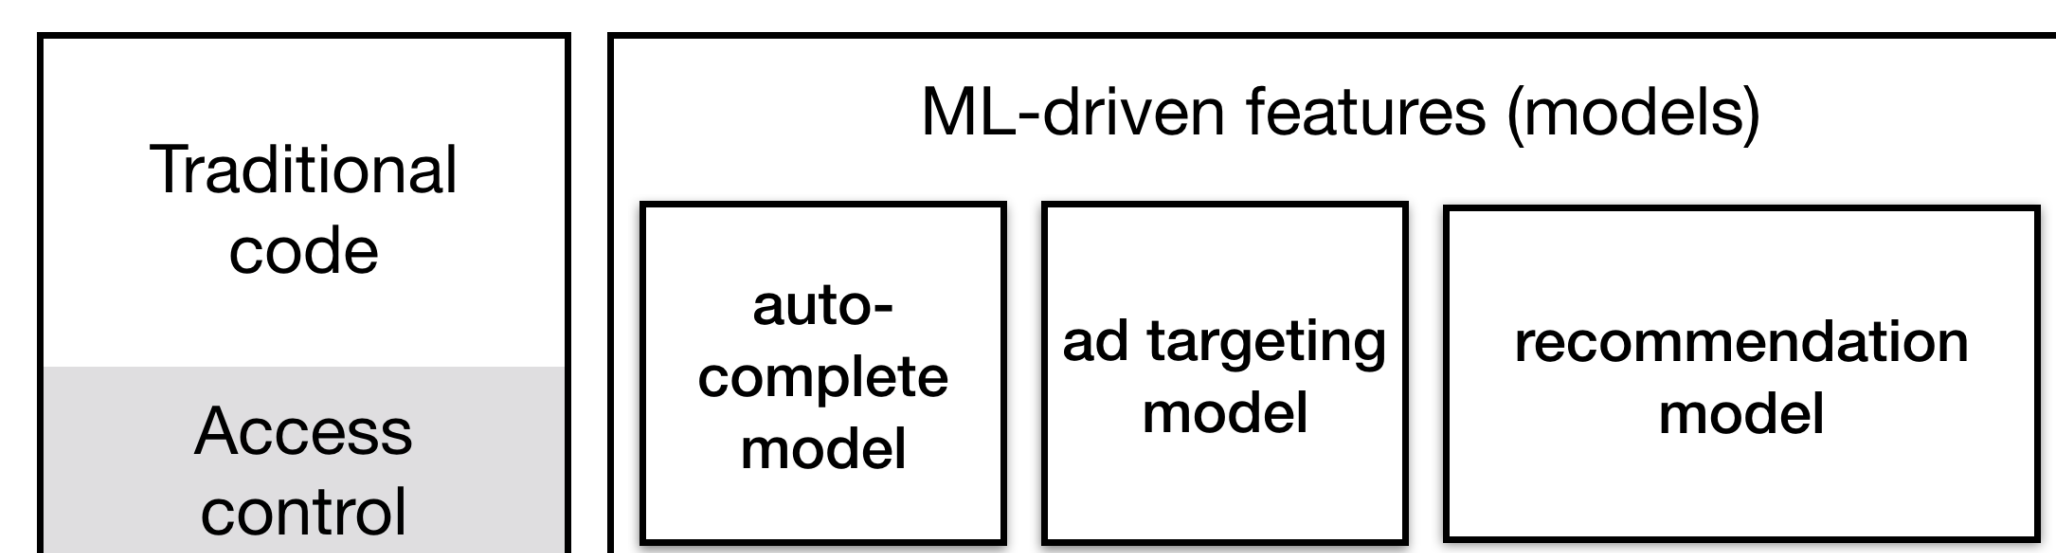 Traditional
code
Access
control
ML-driven features (models)
auto-
complete
model
ad targeting
model
recommendation
model